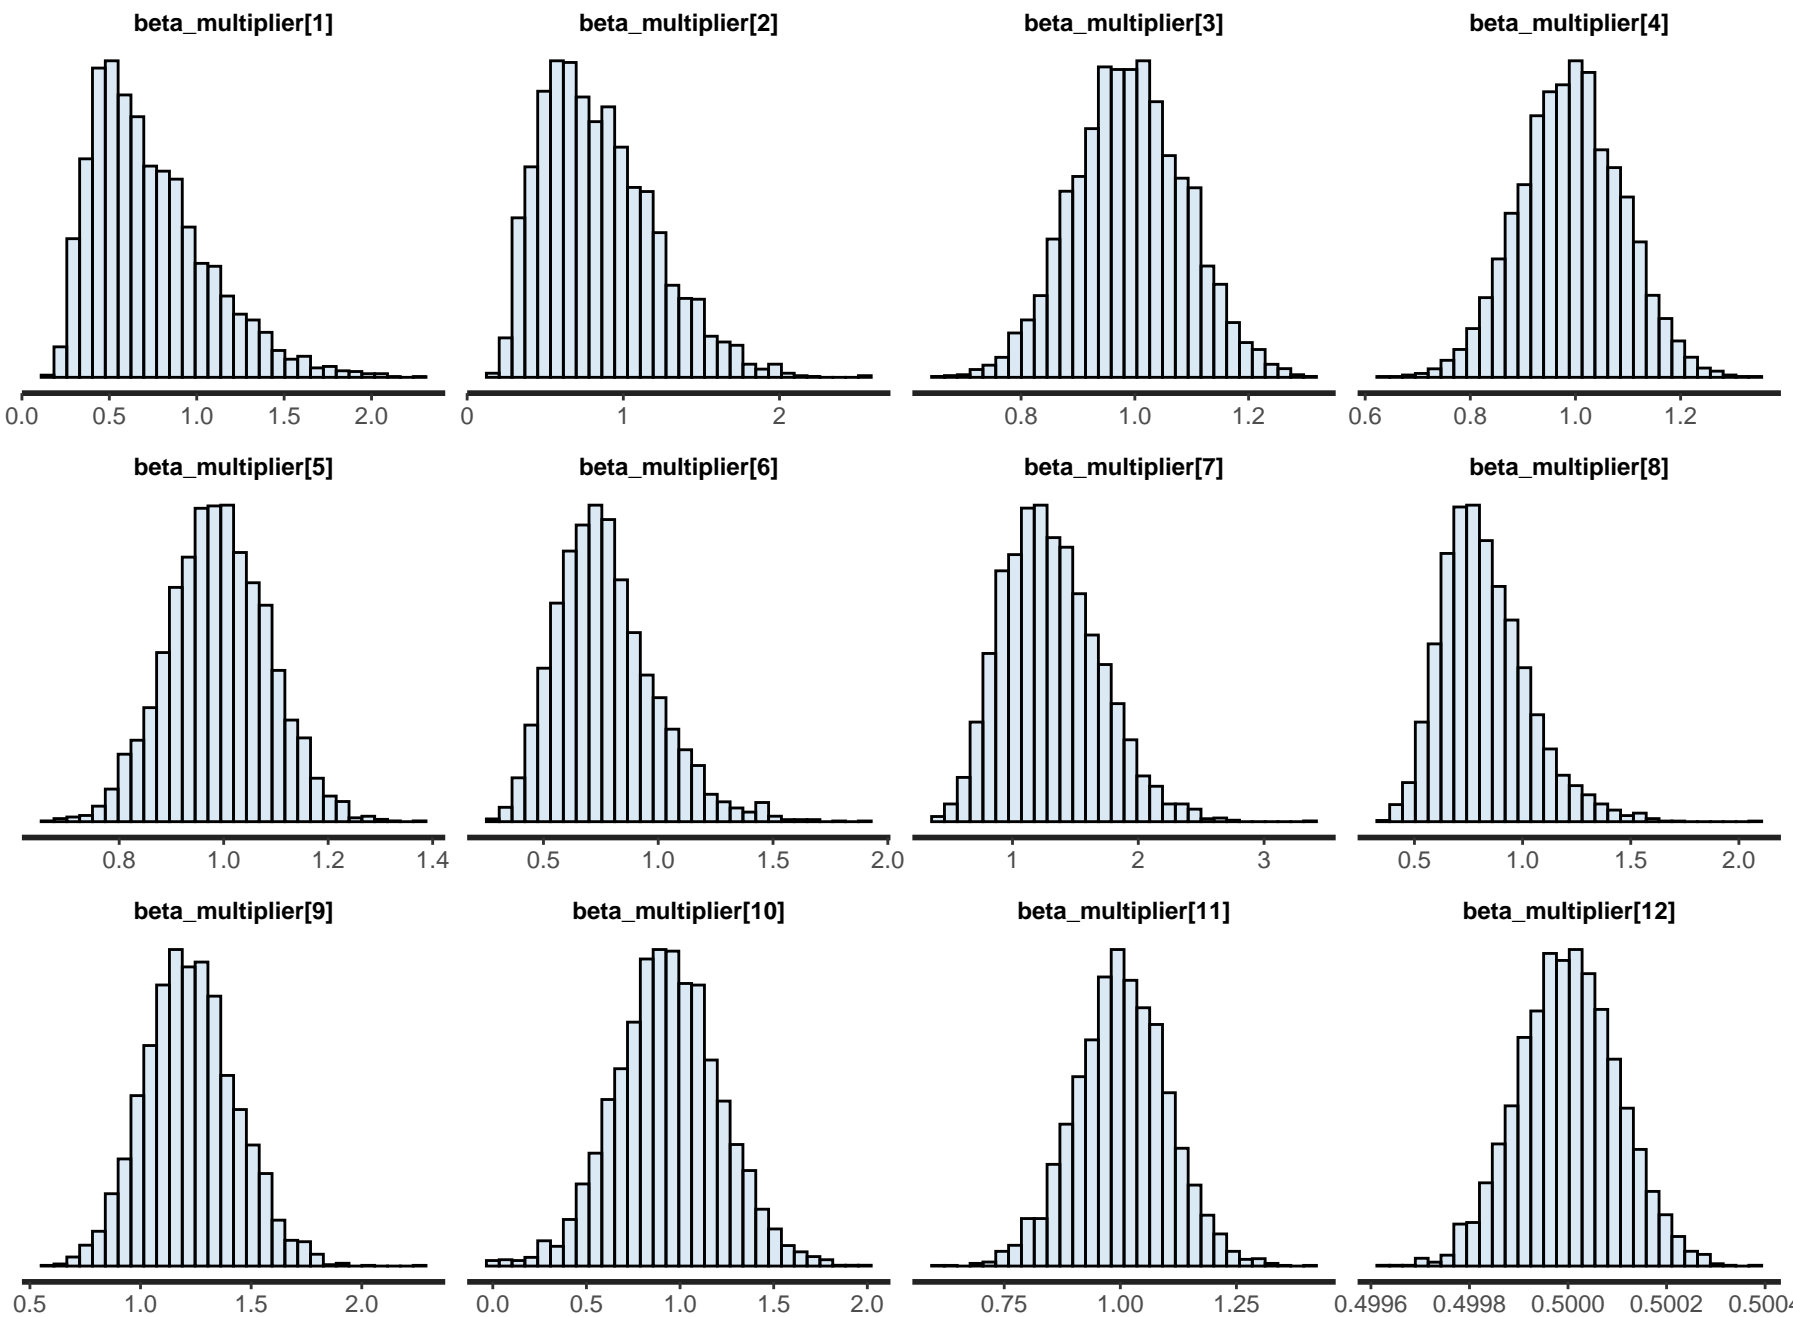 beta_multiplier[1] beta_multiplier[2] beta_multiplier[3] beta_multiplier[4]
0.0 0.5 1.0 1.5 2.0 0 1 2 0.8 1.0 1.2 0.6 0.8 1.0 1.2
beta_multiplier[5] beta_multiplier[6] beta_multiplier[7] beta_multiplier[8]
0.8 1.0 1.2 1.4 0.5 1.0 1.5 2.0 1 2 3 0.5 1.0 1.5 2.0
beta_multiplier[9] beta_multiplier[10] beta_multiplier[11] beta_multiplier[12]
0.5 1.0 1.5 2.0 0.0 0.5 1.0 1.5 2.0 0.75 1.00 1.25 0.4996 0.4998 0.5000 0.5002 0.5004